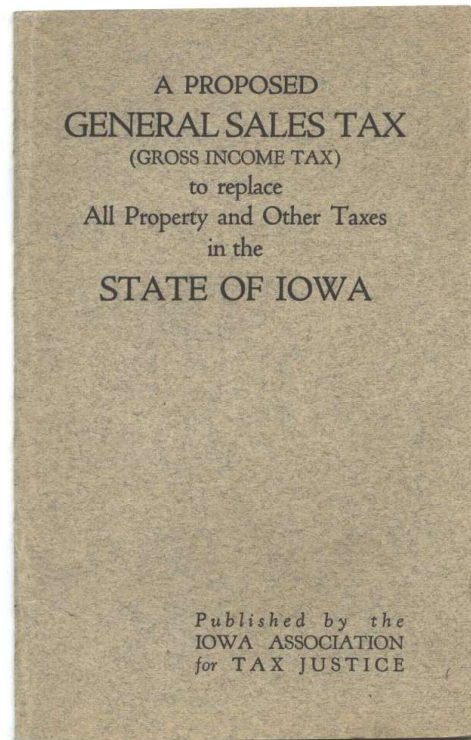 A PROPOSED
GENERAL SALES TAX
(GROSS INCOME TAX)
to replace
All Property and Other Taxes
in the
STATE OF IOWA
Published by the
IOWA ASSOCIATION
for TAX JUSTICE